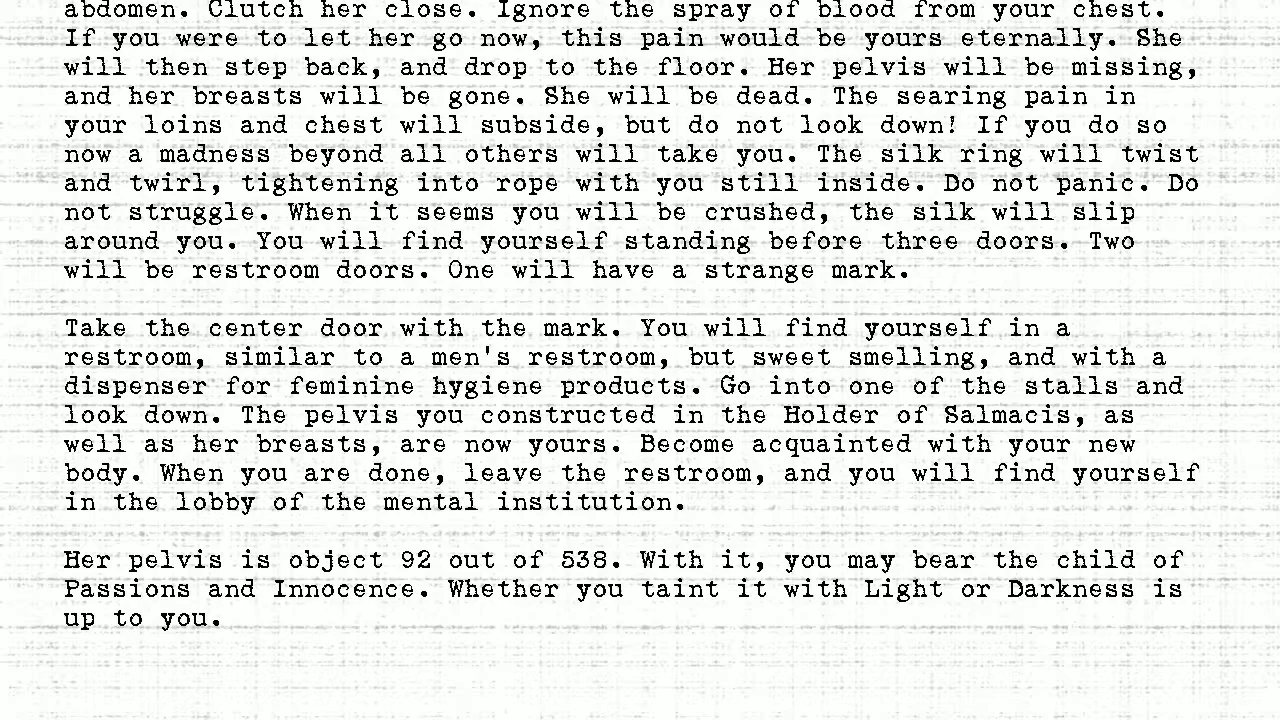 abdomen. Clutch her close. Ignore the spray of blood from your chest.
If you were to let her go now, this pain would be yours eternally. She
will then step back, and drop to the floor. Her pelvis will be missing,
and her breasts will be gone. She will be dead. The searing pain in
your loins and chest will subside, but do not look down! If you do so
now a madness beyond all others will take you. The silk ring will twist
and twirl, tightening into rope with you still inside. Do not panic. Do
not struggle. When it seems you will be crushed, the silk will slip
around you. You will find yourself standing before three doors. Two
will be restroom doors. One will have a strange mark.
Take the center door with the mark. You will find yourself in a
restroom, similar to a men's restroom, but sweet smelling, and with a
dispenser for feminine hygiene products. Go into one of the stalls and
look down. The pelvis you constructed in the Holder of Salmacis, as
well as her breasts, are now yours. Become acquainted with your new
body. When you are done, leave the restroom, and you will find yourself
in the lobby of the mental institution.
Her pelvis is object 92 out of 538. With it, you may bear the child of
Passions and Innocence. Whether you taint it with Light or Darkness is
up to you.